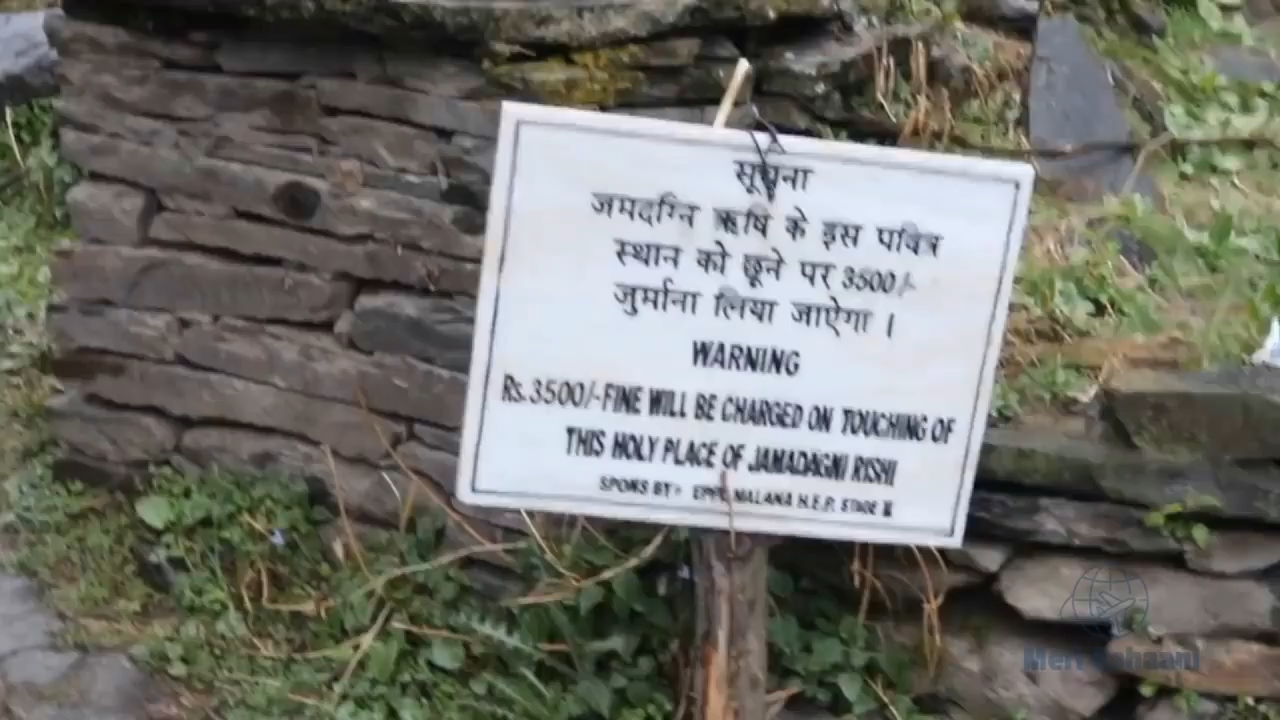 सूचना
जमदग्नि ऋषि के इस पवित्र
स्थान को छूने पर 3500/-
जुर्माना लिया जाऐगा ।
WARNING
Rs.3500/-FINE WILL BE CHARGED ON TOUCHING OF
THIS HOLY PLACE OF JAMADAGNI RISHI
SPONS BY:- EPPL MALANA H.E.P. STAGE II